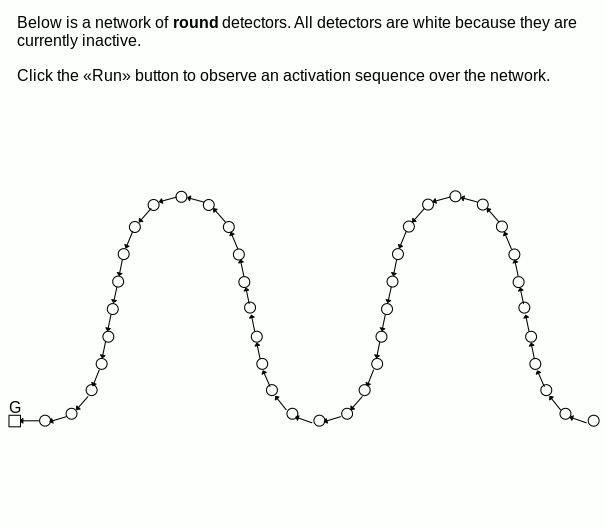 Below is a network of round detectors. All detectors are white because they are
currently inactive.
Click the «Run» button to observe an activation sequence over the network.
G